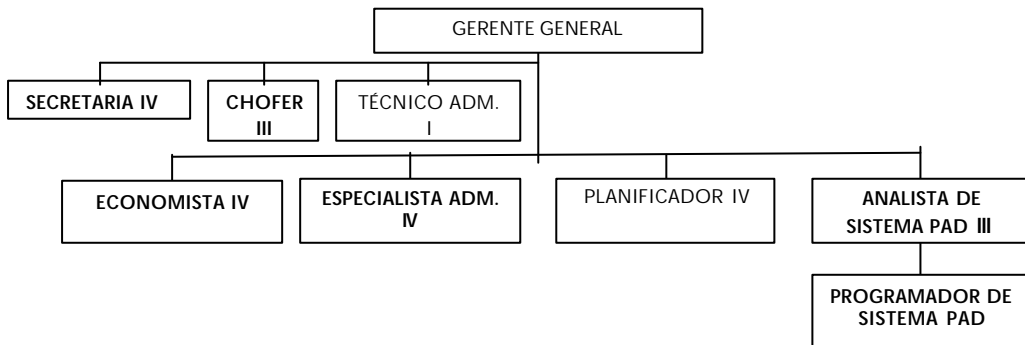 GERENTE GENERAL
SECRETARIA IV
CHOFER
III
TÉCNICO ADM.
I
ECONOMISTA IV
ESPECIALISTA ADM.
IV
PLANIFICADOR IV
ANALISTA DE
SISTEMA PAD III
PROGRAMADOR DE
SISTEMA PAD